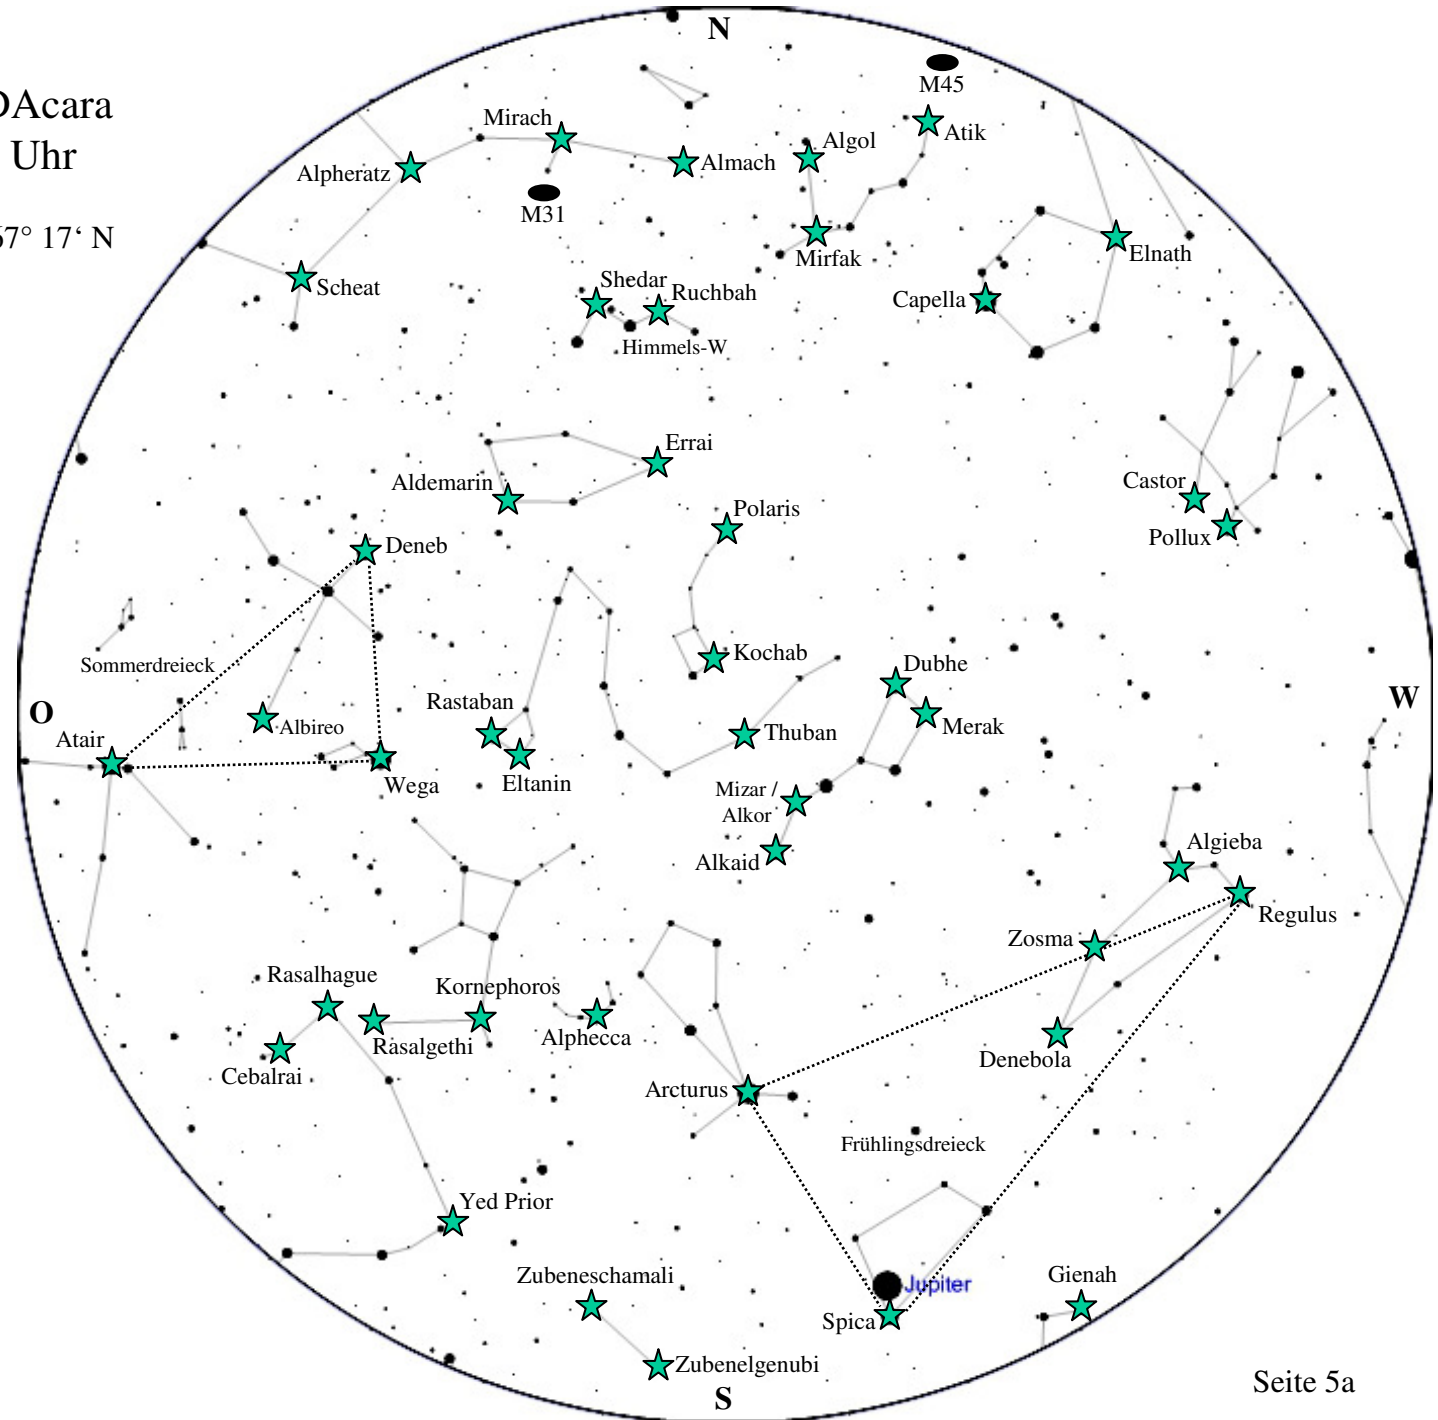 N
M45
Acara
Uhr
Mirach
Algol
Atik
Alpheratz
Almach
M31
7° 17‘ N
Mirfak
Elnath
Scheat
Shedar
Ruchbah
Capella
Himmels-W
Errai
Aldemarin
Castor
Polaris
Pollux
Deneb
Sommerdreieck
Kochab
Dubhe
Rastaban
W
O
Albireo
Merak
Atair
Thuban
Wega
Eltanin
Mizar /
Alkor
Algieba
Alkaid
Regulus
Zosma
Rasalhague
Kornephoros
Alphecca
Rasalgethi
Denebola
Cebalrai
Arcturus
Frühlingsdreieck
Yed Prior
Zubeneschamali
Gienah
Jupiter
Spica
Zubenelgenubi
Seite 5a
S